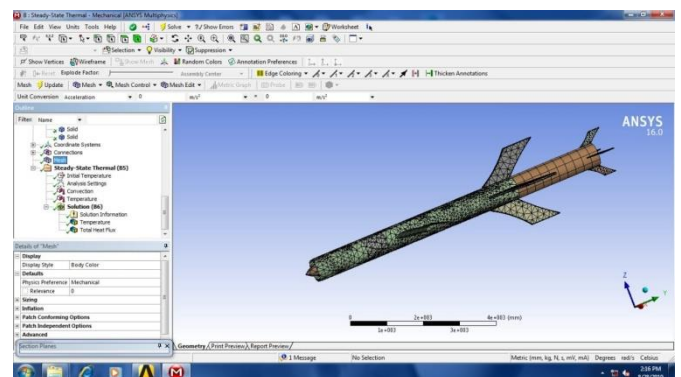 B : Steady-State Thermal - Mechanical [ANSYS Multiphysics]
File Edit View Units Tools Help Solve ?/ Show Errors Worksheet
Selection Visibility Suppression
Show Vertices Wireframe Show Mesh Random Colors Annotation Preferences
Explode Factor: Assembly Center Edge Coloring Thicken Annotations
Mesh Update Mesh Mesh Control Mesh Edit Metric Graph
Unit Conversion Acceleration 0 m/s² = 0 m/s²
Outline
Filter: Name
Solid
Solid
Coordinate Systems
Connections
Mesh
Steady-State Thermal (B5)
Initial Temperature
Analysis Settings
Convection
Temperature
Solution (B6)
Solution Information
Temperature
Total Heat Flux
Details of "Mesh"
Display
Display Style Body Color
Defaults
Physics Preference Mechanical
Relevance 0
Sizing
Inflation
Patch Conforming Options
Patch Independent Options
Advanced
Section Planes
ANSYS
16.0
Z
Y
0 2e+003 4e+003 (mm)
1e+003 3e+003
Geometry / Print Preview / Report Preview /
1 Message No Selection Metric (mm, kg, N, s, mV, mA) Degrees rad/s Celsius
2:16 PM